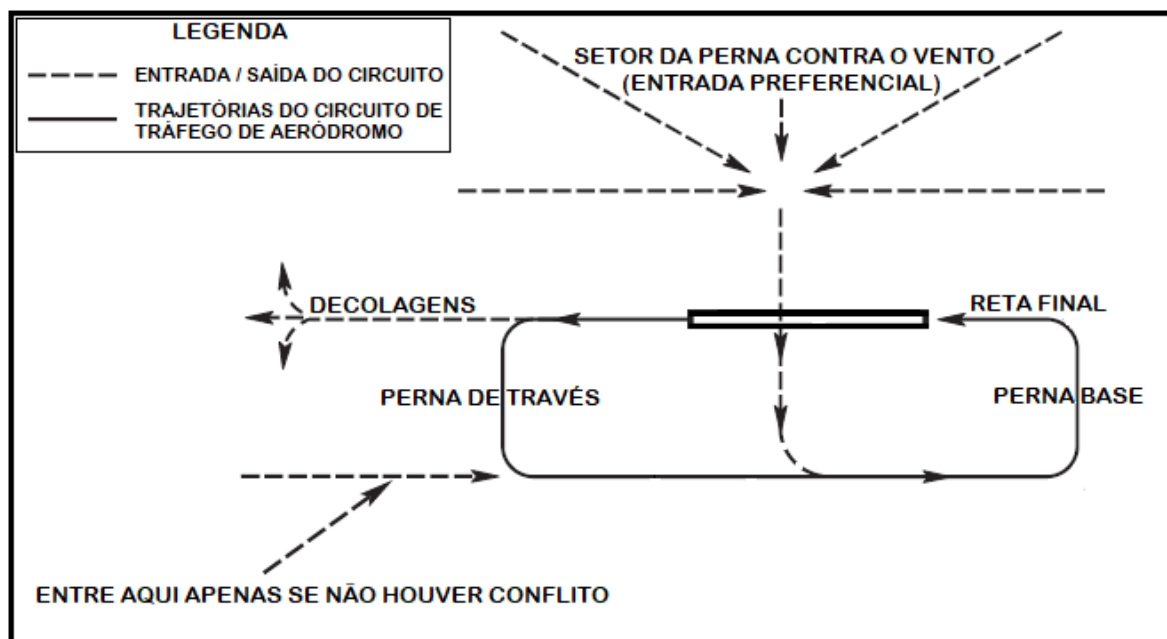 LEGENDA
ENTRADA / SAÍDA DO CIRCUITO
TRAJETÓRIAS DO CIRCUITO DE
TRÁFEGO DE AERÓDROMO
SETOR DA PERNA CONTRA O VENTO
(ENTRADA PREFERENCIAL)
DECOLAGENS
RETA FINAL
PERNA DE TRAVÉS
PERNA BASE
ENTRE AQUI APENAS SE NÃO HOUVER CONFLITO